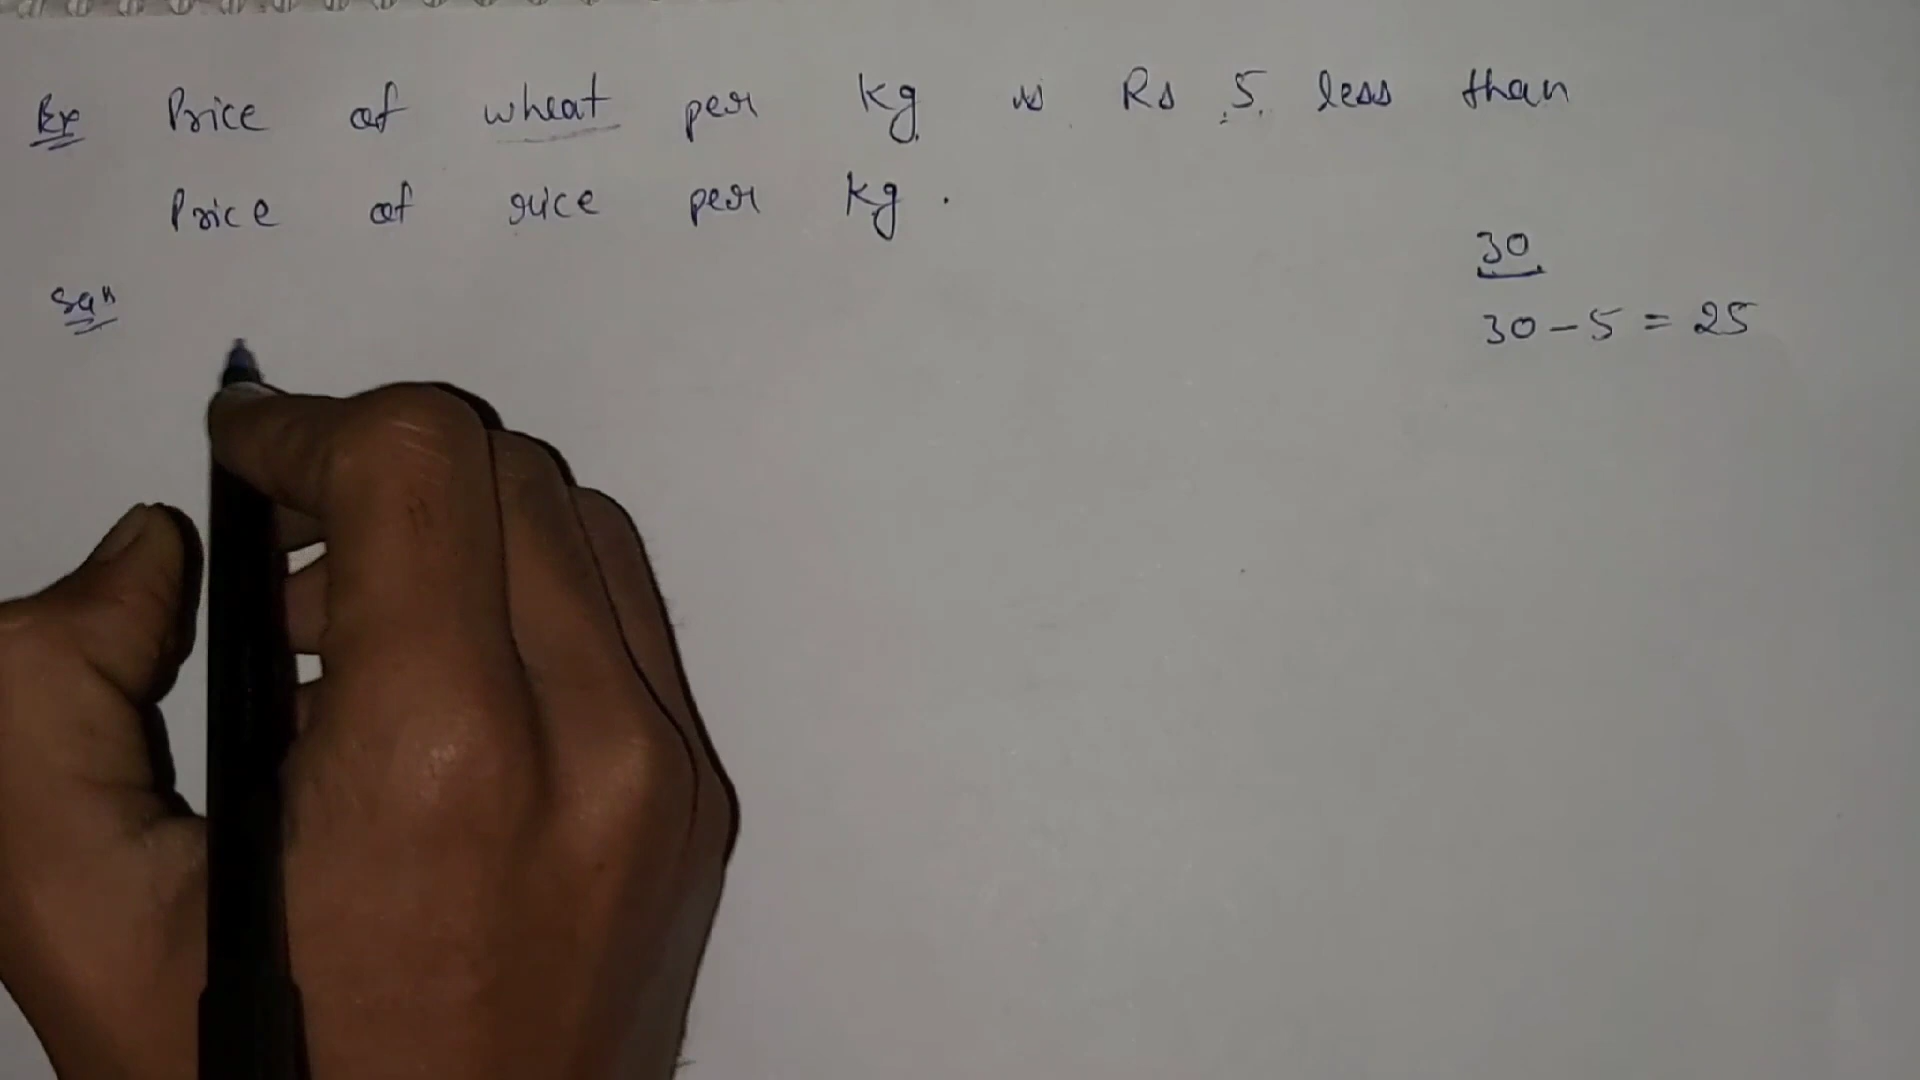 Ex Price of wheat per kg is Rs 5 less than
Price of rice per kg.
Solⁿ
30
30 - 5 = 25